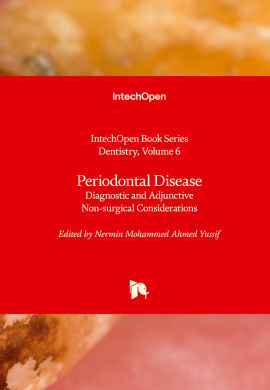 IntechOpen
IntechOpen Book Series
Dentistry, Volume 6
Periodontal Disease
Diagnostic and Adjunctive
Non-surgical Considerations
Edited by Nermin Mohammed Ahmed Yussif